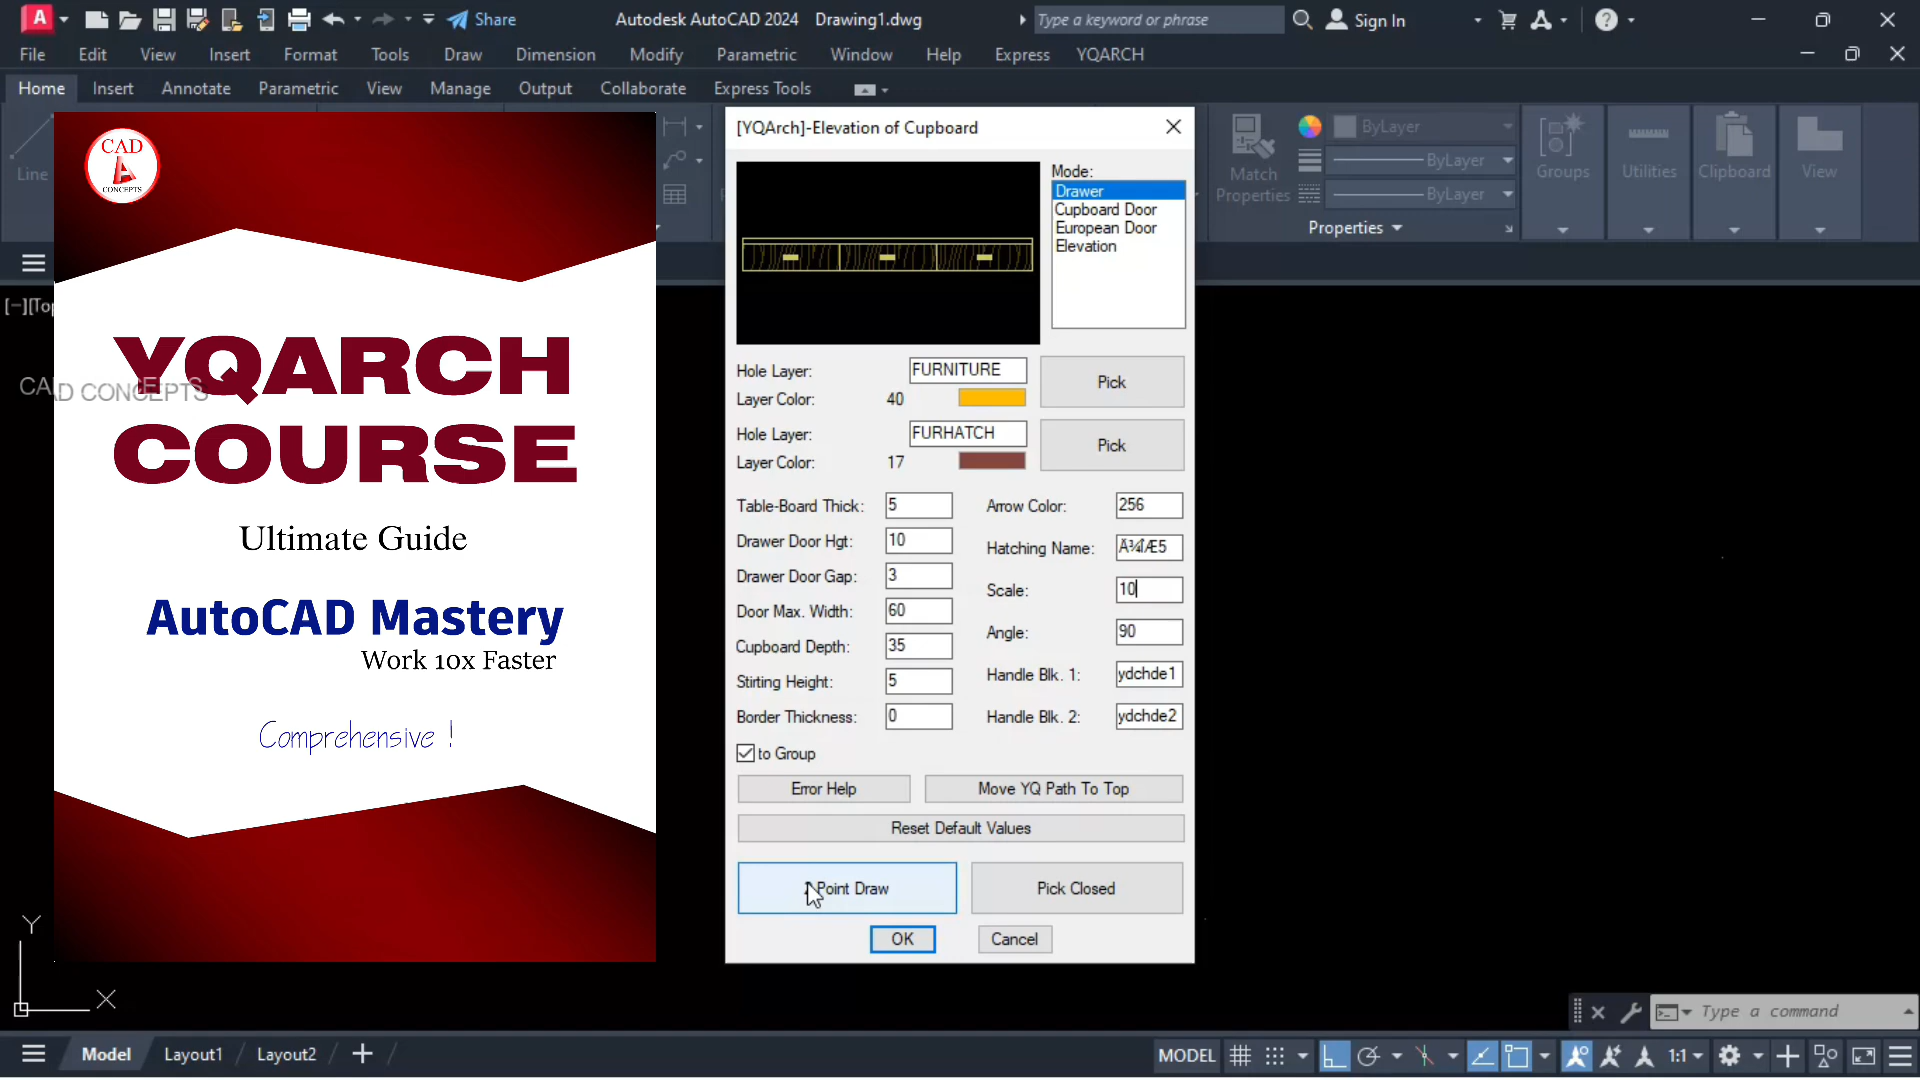 Share
Autodesk AutoCAD 2024 Drawing1.dwg
Type a keyword or phrase
Sign In
File Edit View Insert Format Tools Draw Dimension Modify Parametric Window Help Express YQARCH
Home Insert Annotate Parametric View Manage Output Collaborate Express Tools
Line
Match
Properties
ByLayer
ByLayer
ByLayer
Properties
Groups
Utilities
Clipboard
View
CAD
A
CONCEPTS
YQARCH
COURSE
CAD CONCEPTS
Ultimate Guide
AutoCAD Mastery
Work 10x Faster
Comprehensive !
[YQArch]-Elevation of Cupboard
Mode:
Drawer
Cupboard Door
European Door
Elevation
Hole Layer: FURNITURE Pick
Layer Color: 40
Hole Layer: FURHATCH Pick
Layer Color: 17
Table-Board Thick: 5 Arrow Color: 256
Drawer Door Hgt: 10 Hatching Name: Ä¾ÎÆ5
Drawer Door Gap: 3 Scale: 10
Door Max. Width: 60 Angle: 90
Cupboard Depth: 35 Handle Blk. 1: ydchde1
Stirting Height: 5 Handle Blk. 2: ydchde2
Border Thickness: 0
to Group
Error Help Move YQ Path To Top
Reset Default Values
Point Draw Pick Closed
OK Cancel
Y
X
Type a command
Model Layout1 Layout2
MODEL 1:1